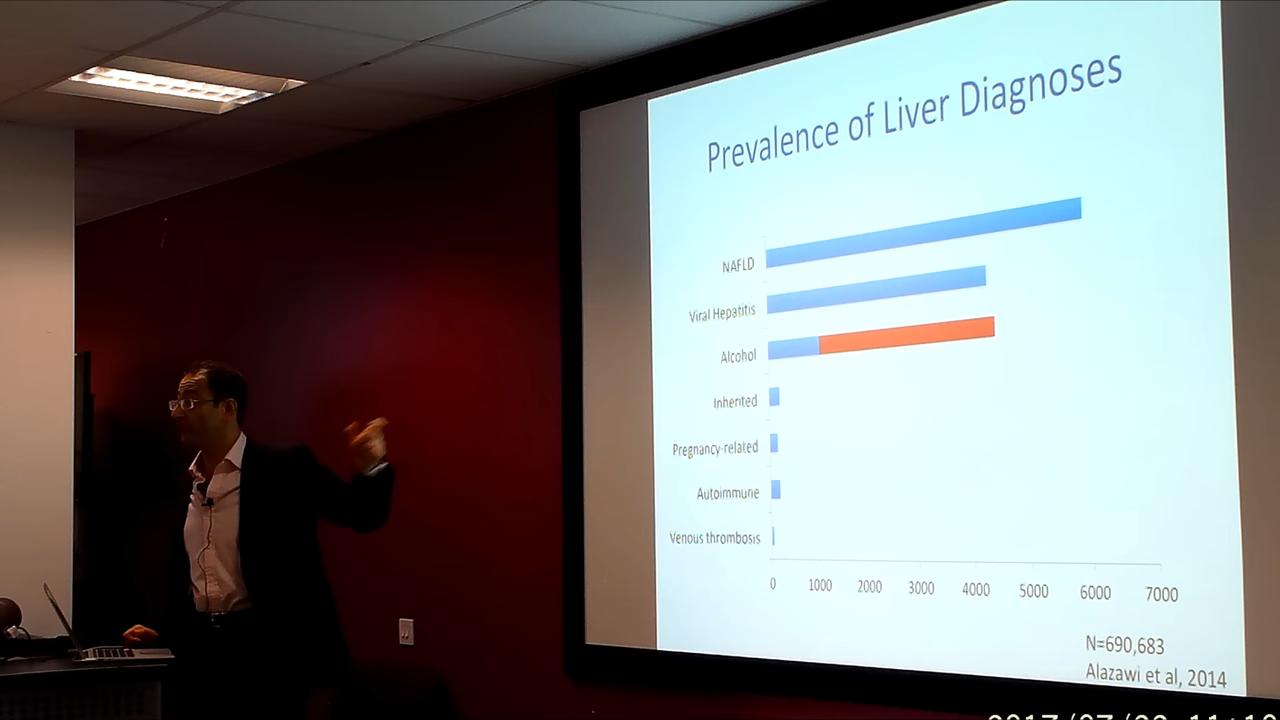 Prevalence of Liver Diagnoses
NAFLD
Viral Hepatitis
Alcohol
Inherited
Pregnancy-related
Autoimmune
Venous thrombosis
0 1000 2000 3000 4000 5000 6000 7000
N=690,683
Alazawi et al, 2014